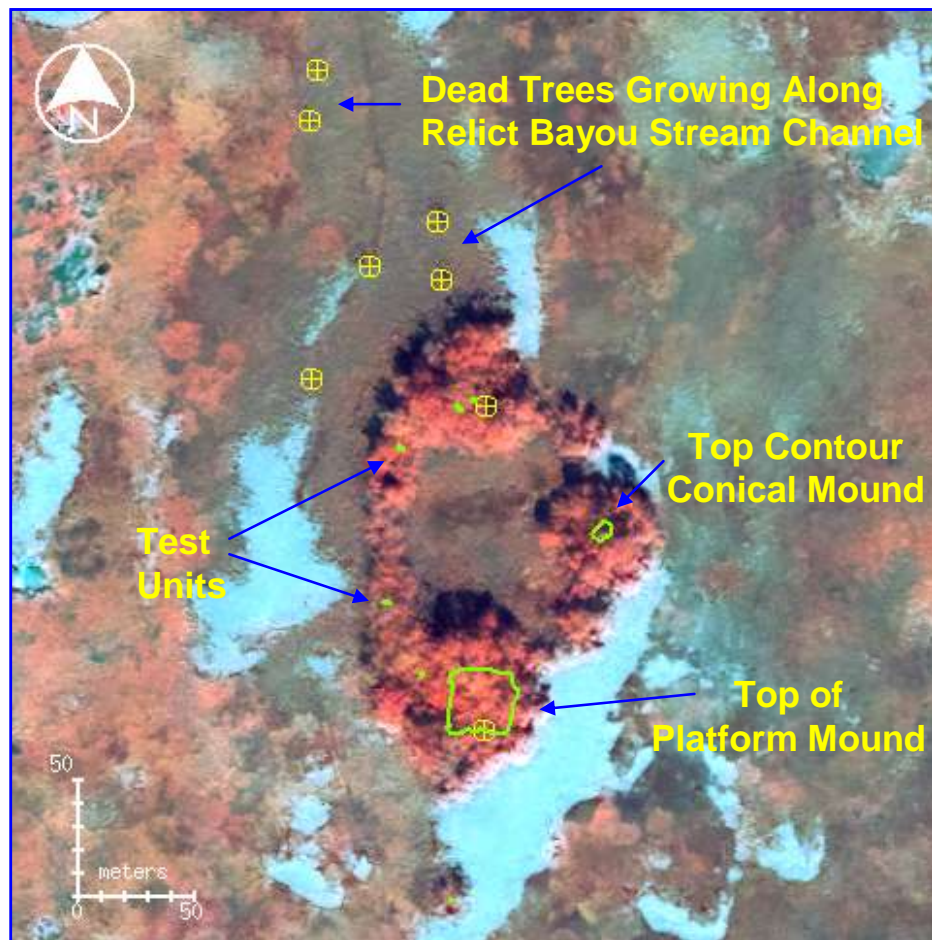 N
Dead Trees Growing Along
Relict Bayou Stream Channel
Top Contour
Conical Mound
Test
Units
Top of
Platform Mound
50
meters
0
50